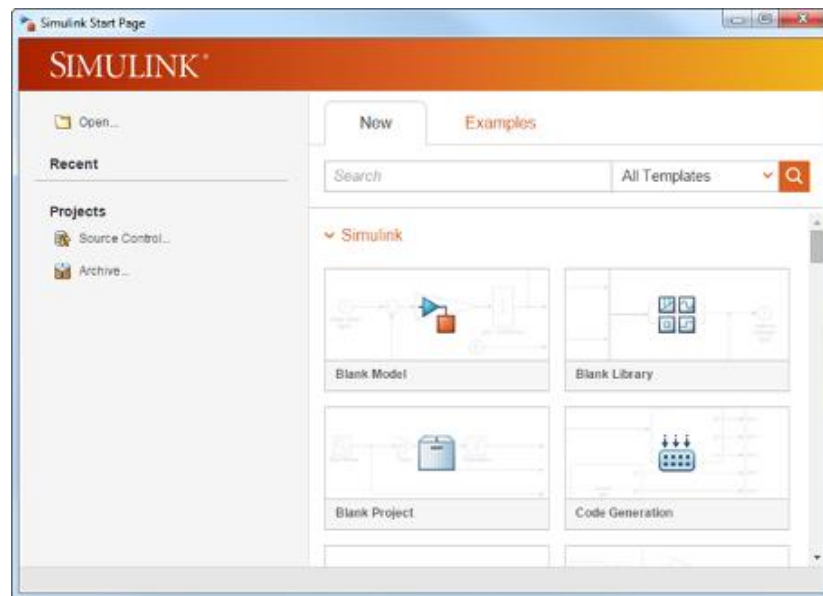 Simulink Start Page
SIMULINK®
Open...
Recent
Projects
Source Control...
Archive...
New Examples
Search All Templates
Simulink
Blank Model Blank Library
Blank Project Code Generation